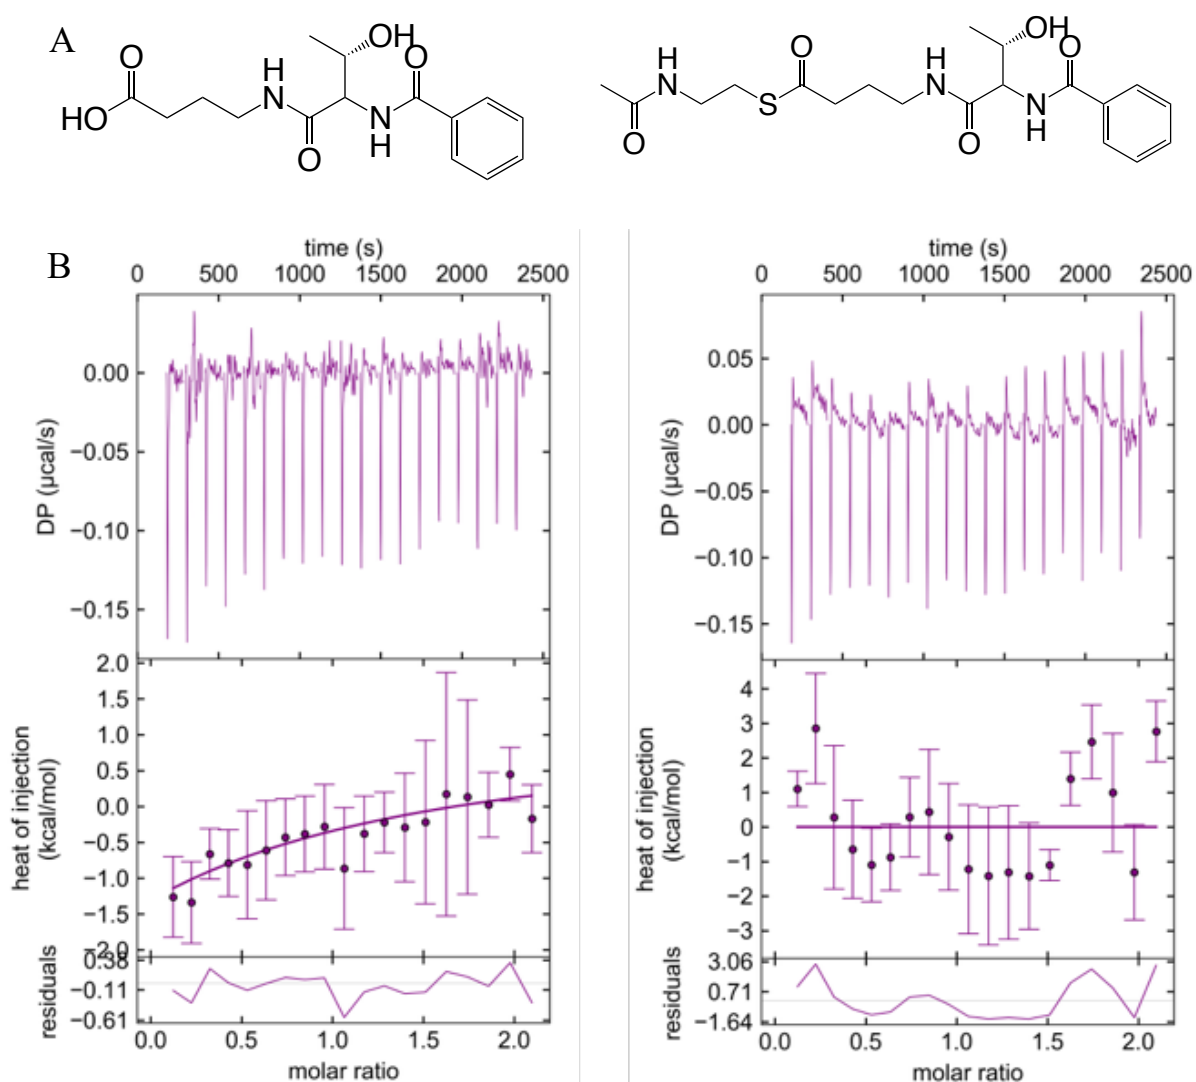 A
O
HO
H
N
O
OH
O
N
H
H
N
O
S
O
H
N
O
OH
O
N
H
B
time (s)
0 500 1000 1500 2000 2500
DP (μcal/s)
0.00
−0.05
−0.10
−0.15
heat of injection
(kcal/mol)
2.0
1.5
1.0
0.5
0.0
−0.5
−1.0
−1.5
−2.0
residuals
0.38
−0.11
−0.61
0.0 0.5 1.0 1.5 2.0
molar ratio
time (s)
0 500 1000 1500 2000 2500
DP (μcal/s)
0.05
0.00
−0.05
−0.10
−0.15
heat of injection
(kcal/mol)
4
3
2
1
0
−1
−2
−3
residuals
3.06
0.71
−1.64
0.0 0.5 1.0 1.5 2.0
molar ratio